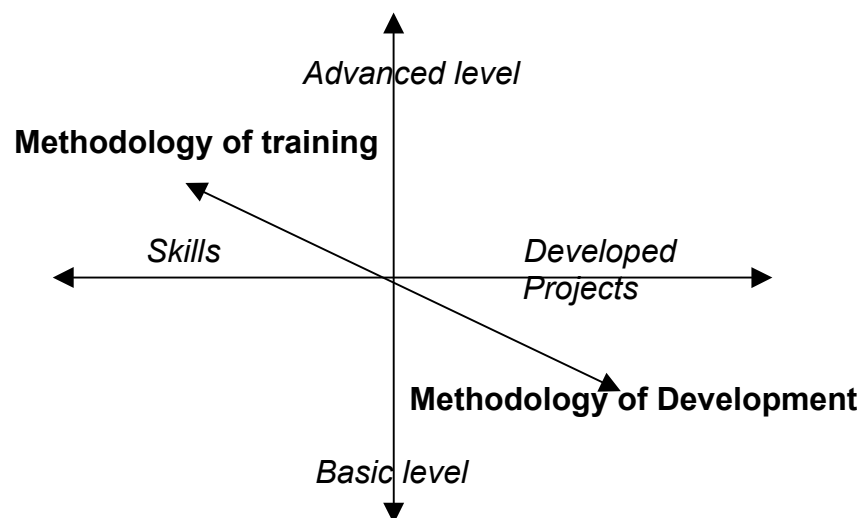 Advanced level
Methodology of training
Skills
Developed
Projects
Methodology of Development
Basic level